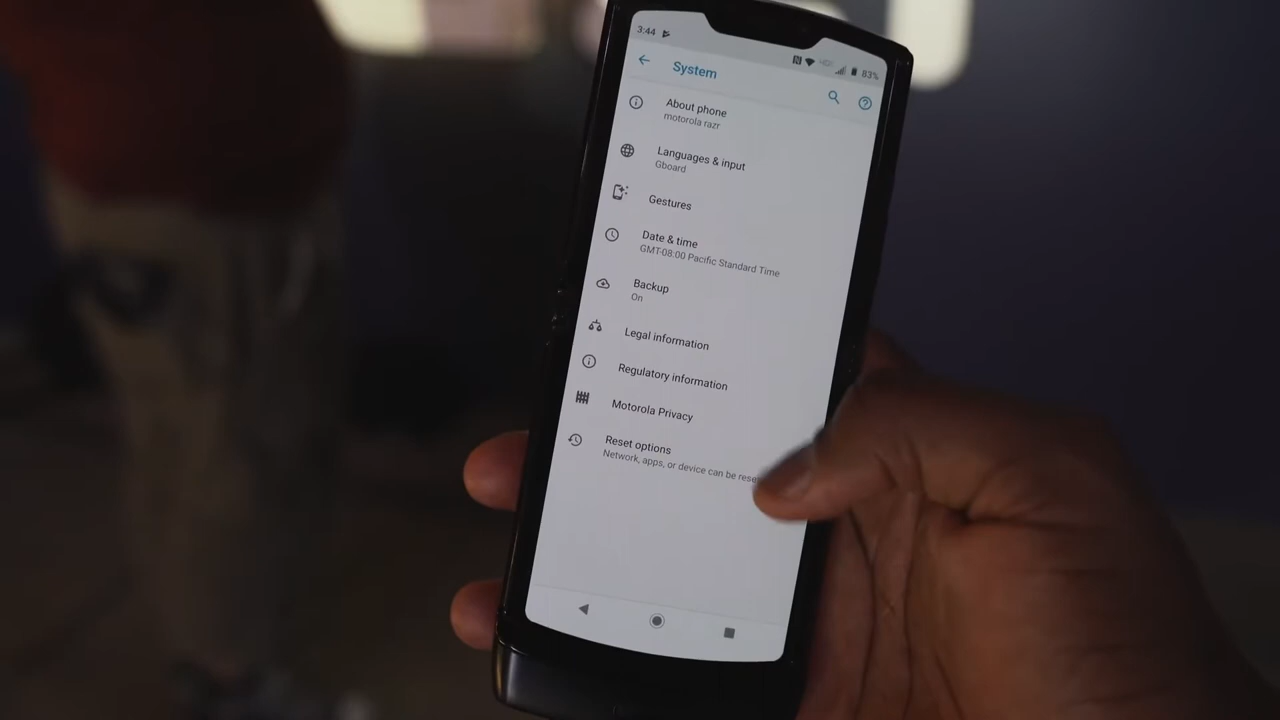 3:44
83%
System
About phone
motorola razr
Languages & input
Gboard
Gestures
Date & time
GMT-08:00 Pacific Standard Time
Backup
On
Legal information
Regulatory information
Motorola Privacy
Reset options
Network, apps, or device can be rese